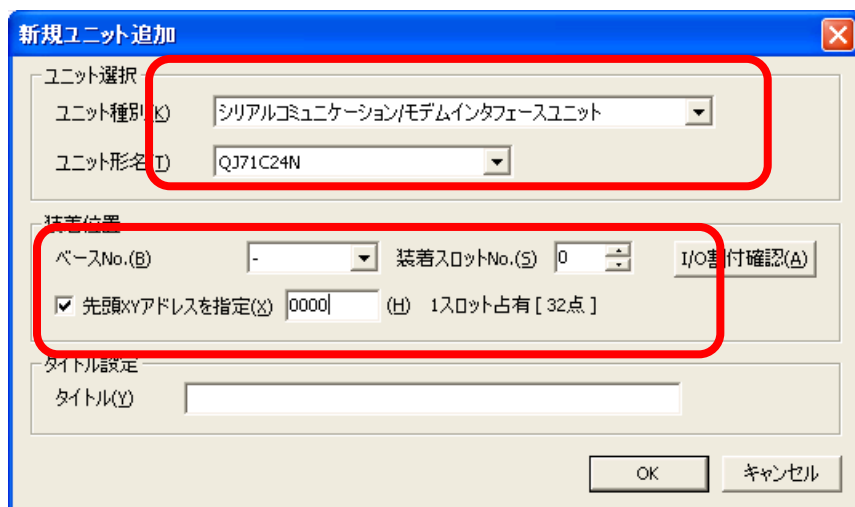 新規ユニット追加
ユニット選択
ユニット種別(K) シリアルコミュニケーション/モデムインタフェースユニット
ユニット形名(T) QJ71C24N
装着位置
ベースNo.(B) - 装着スロットNo.(S) 0 I/O割付確認(A)
先頭XYアドレスを指定(X) 0000 (H) 1スロット占有 [ 32点 ]
タイトル設定
タイトル(Y)
OK キャンセル